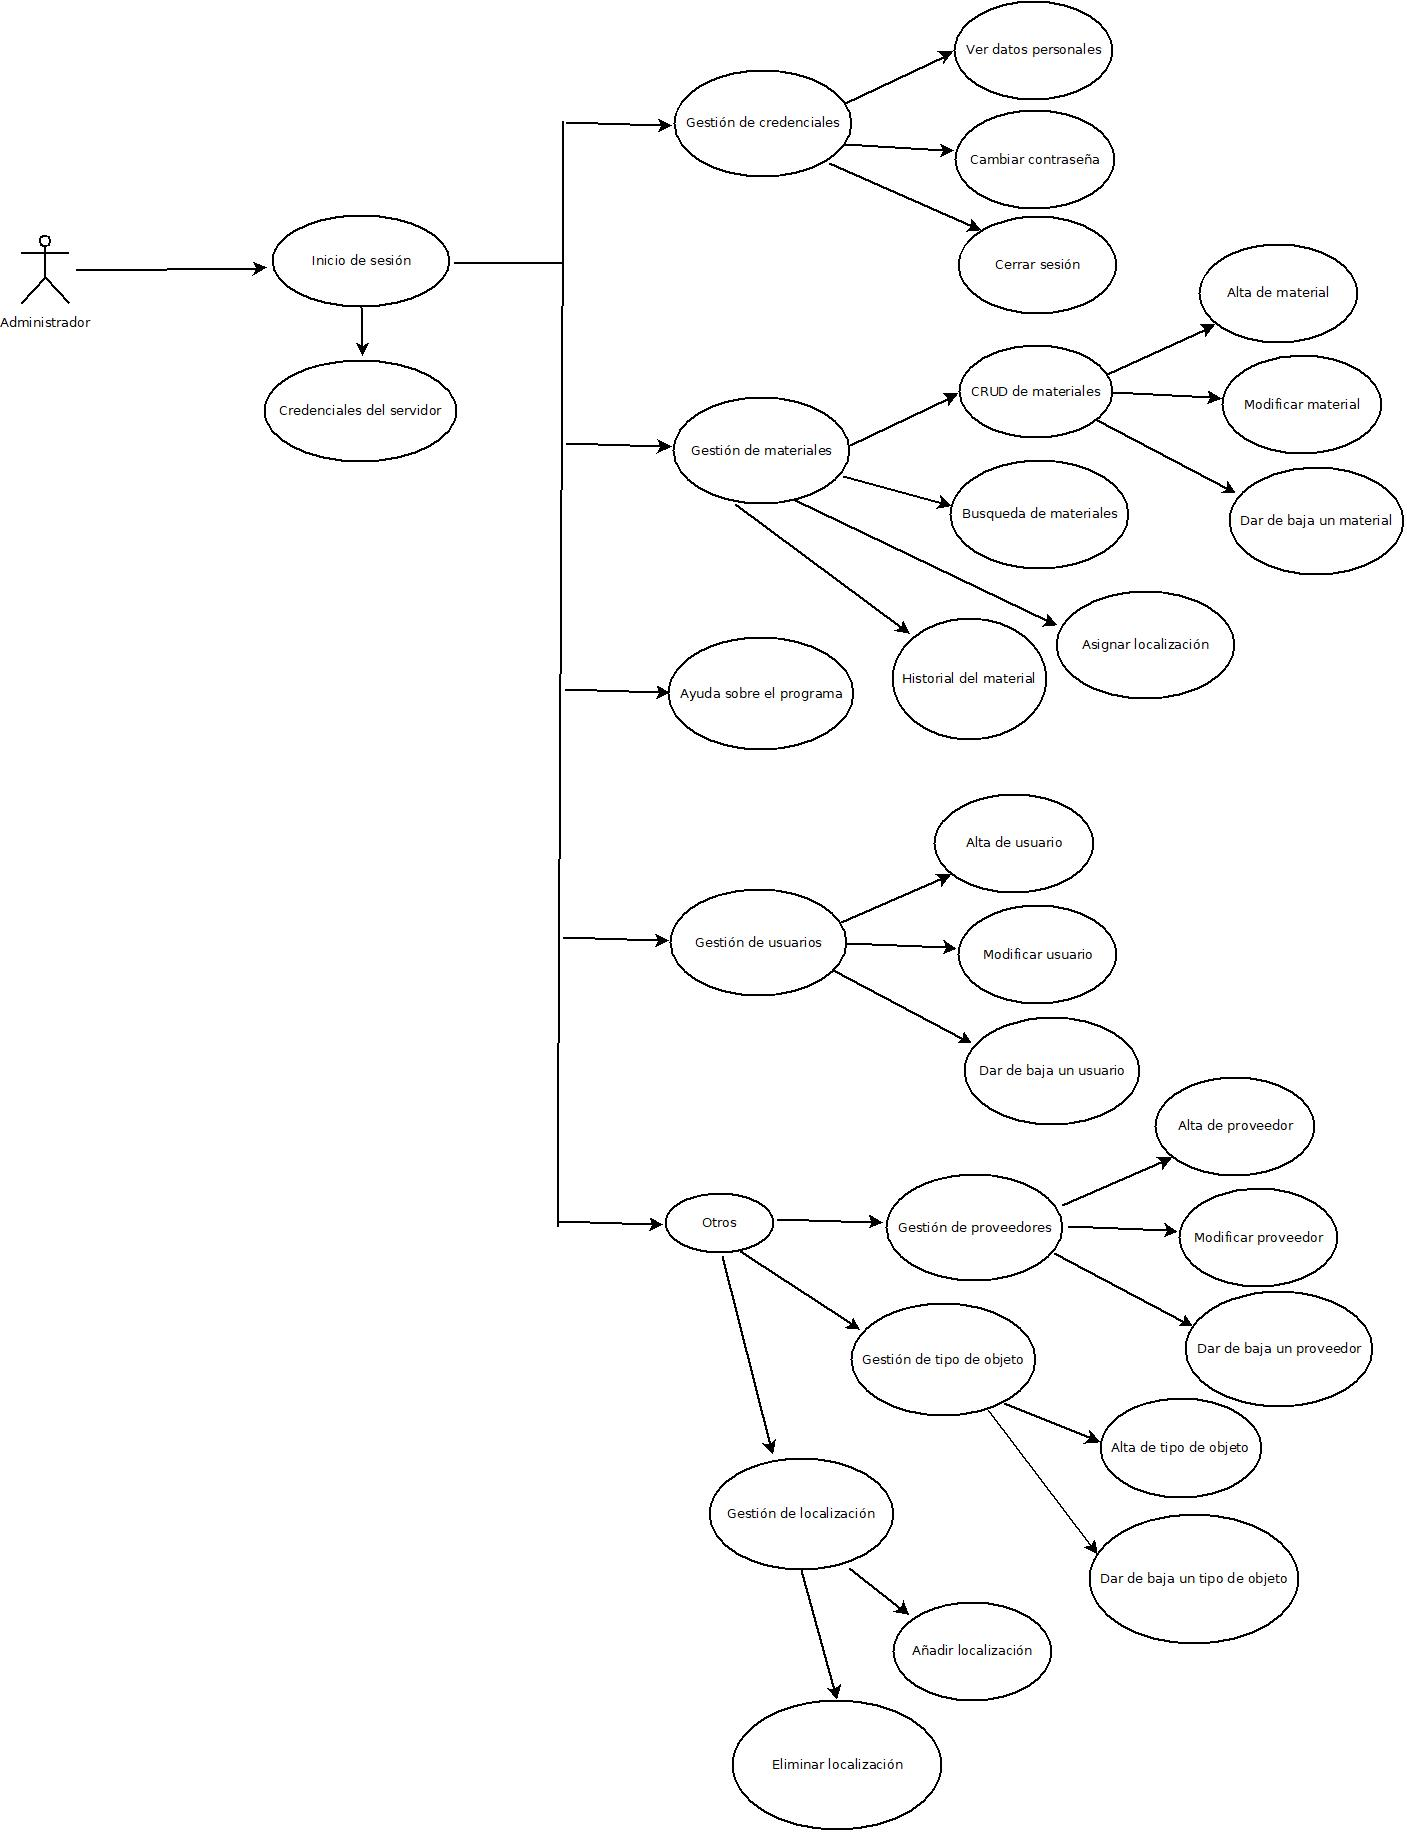 Administrador
Inicio de sesión
Credenciales del servidor
Gestión de credenciales
Ver datos personales
Cambiar contraseña
Cerrar sesión
Gestión de materiales
CRUD de materiales
Alta de material
Modificar material
Dar de baja un material
Busqueda de materiales
Asignar localización
Historial del material
Ayuda sobre el programa
Gestión de usuarios
Alta de usuario
Modificar usuario
Dar de baja un usuario
Otros
Gestión de proveedores
Alta de proveedor
Modificar proveedor
Dar de baja un proveedor
Gestión de tipo de objeto
Alta de tipo de objeto
Dar de baja un tipo de objeto
Gestión de localización
Añadir localización
Eliminar localización